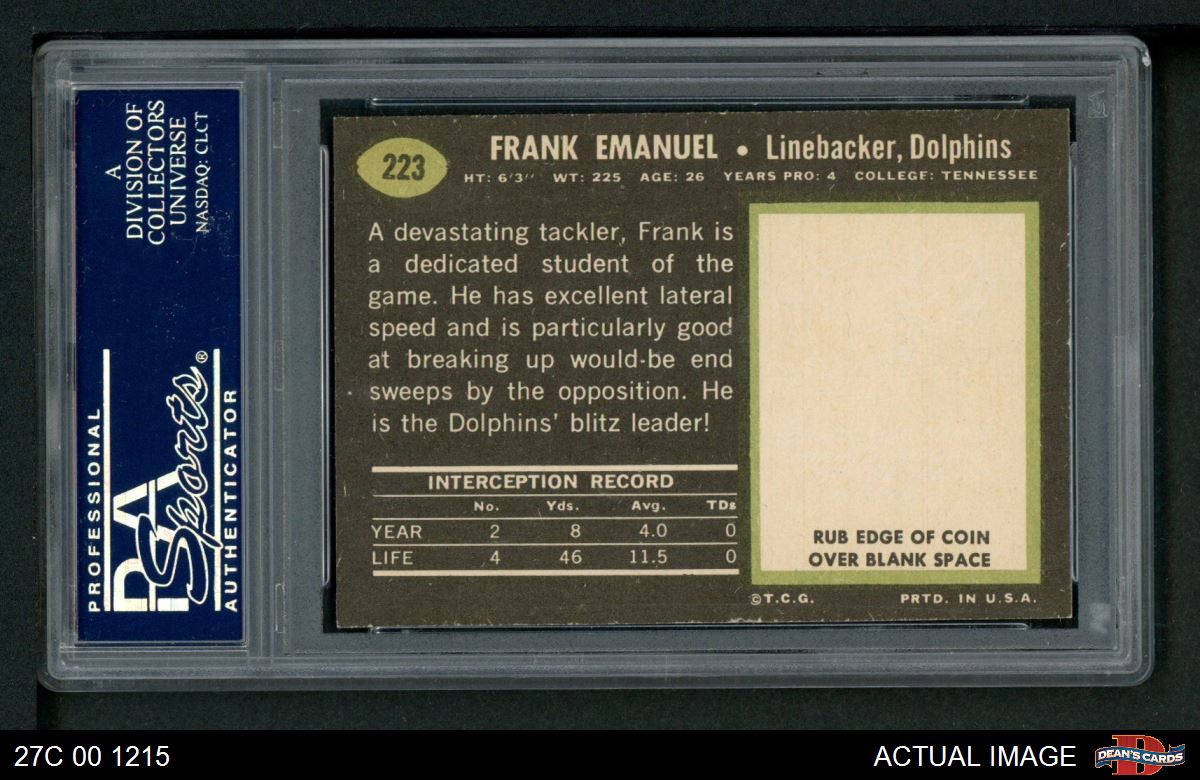 A
DIVISION OF
COLLECTORS
UNIVERSE
NASDAQ: CLCT
PROFESSIONAL
PSA
Sports®
AUTHENTICATOR
223
FRANK EMANUEL • Linebacker, Dolphins
HT: 6'3" WT: 225 AGE: 26 YEARS PRO: 4 COLLEGE: TENNESSEE
A devastating tackler, Frank is
a dedicated student of the
game. He has excellent lateral
speed and is particularly good
at breaking up would-be end
sweeps by the opposition. He
is the Dolphins' blitz leader!
INTERCEPTION RECORD
No. Yds. Avg. TDs
YEAR 2 8 4.0 0
LIFE 4 46 11.5 0
RUB EDGE OF COIN
OVER BLANK SPACE
©T.C.G. PRTD. IN U.S.A.
27C 00 1215
ACTUAL IMAGE
D
DEAN'S CARDS